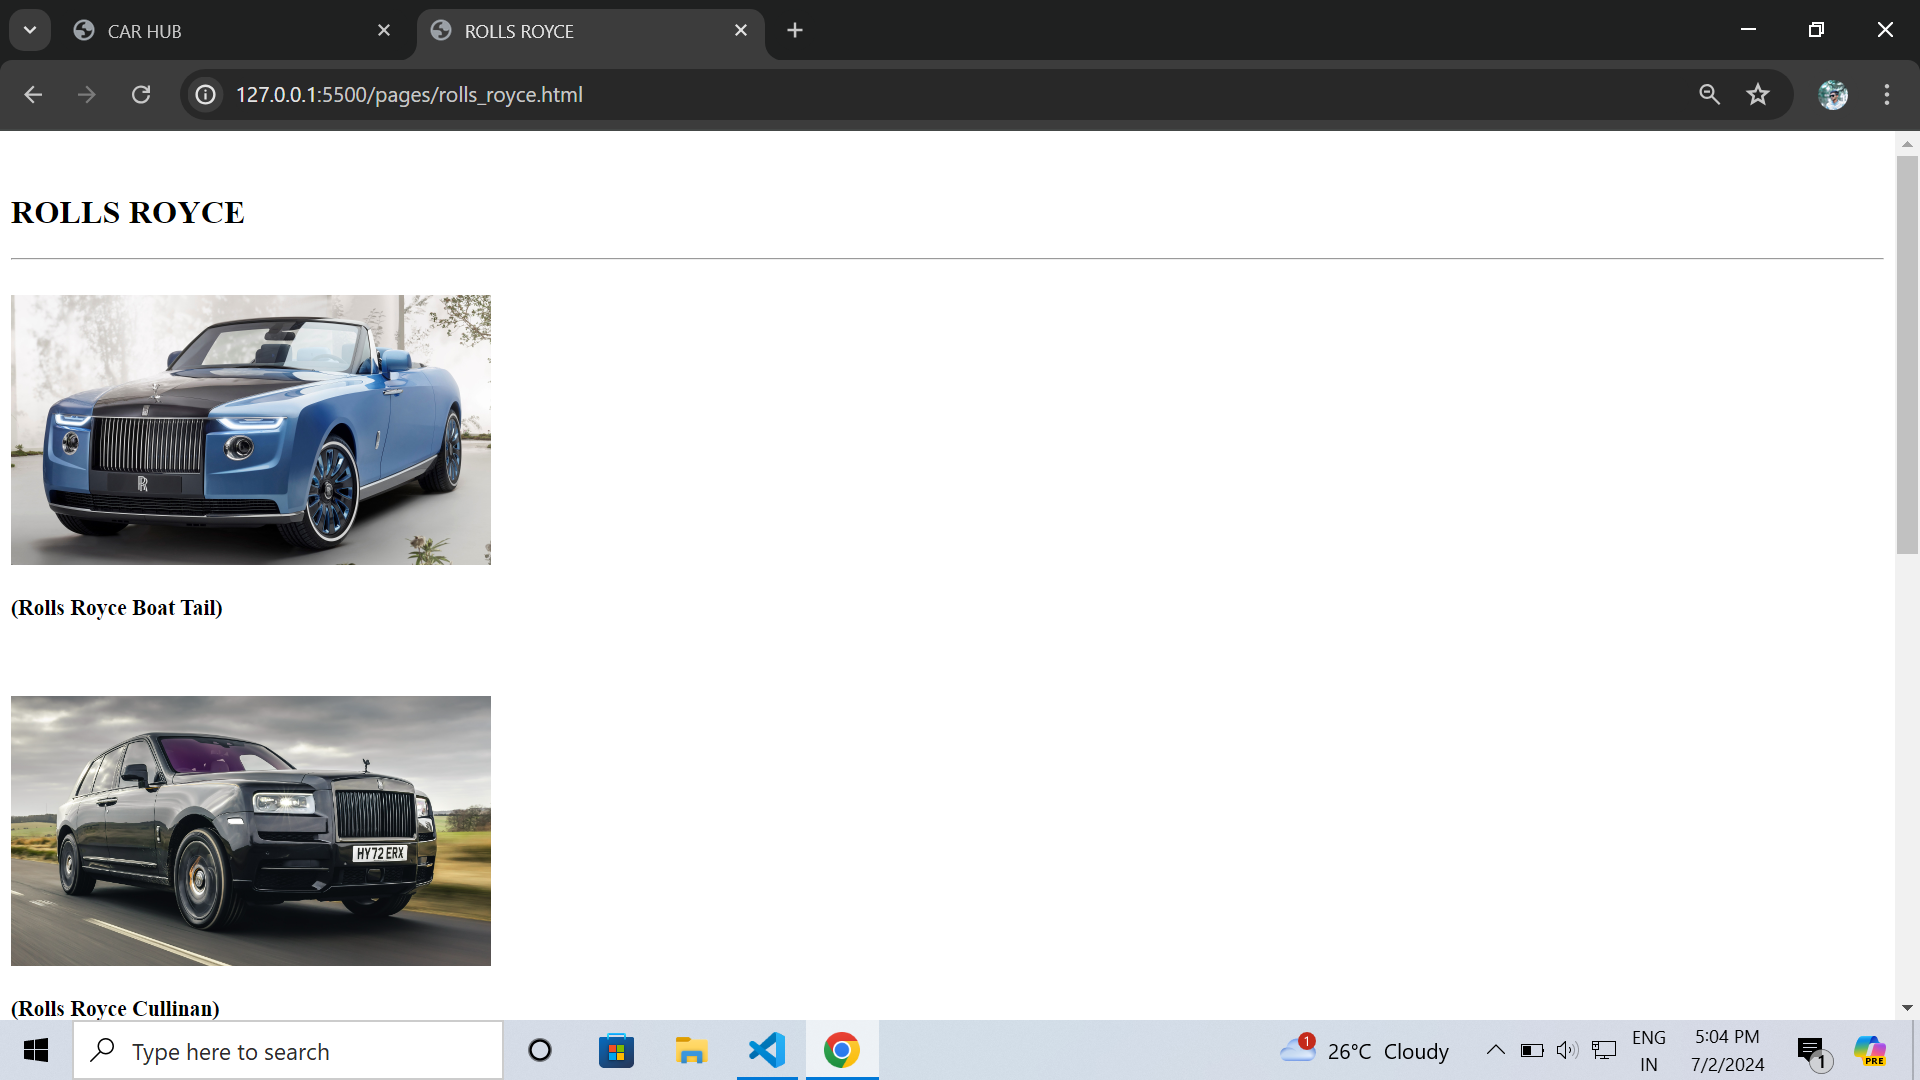 CAR HUB
ROLLS ROYCE
127.0.0.1:5500/pages/rolls_royce.html
ROLLS ROYCE
(Rolls Royce Boat Tail)
HY72 ERX
(Rolls Royce Cullinan)
Type here to search
1
26°C Cloudy
ENG
IN
5:04 PM
7/2/2024
1
PRE